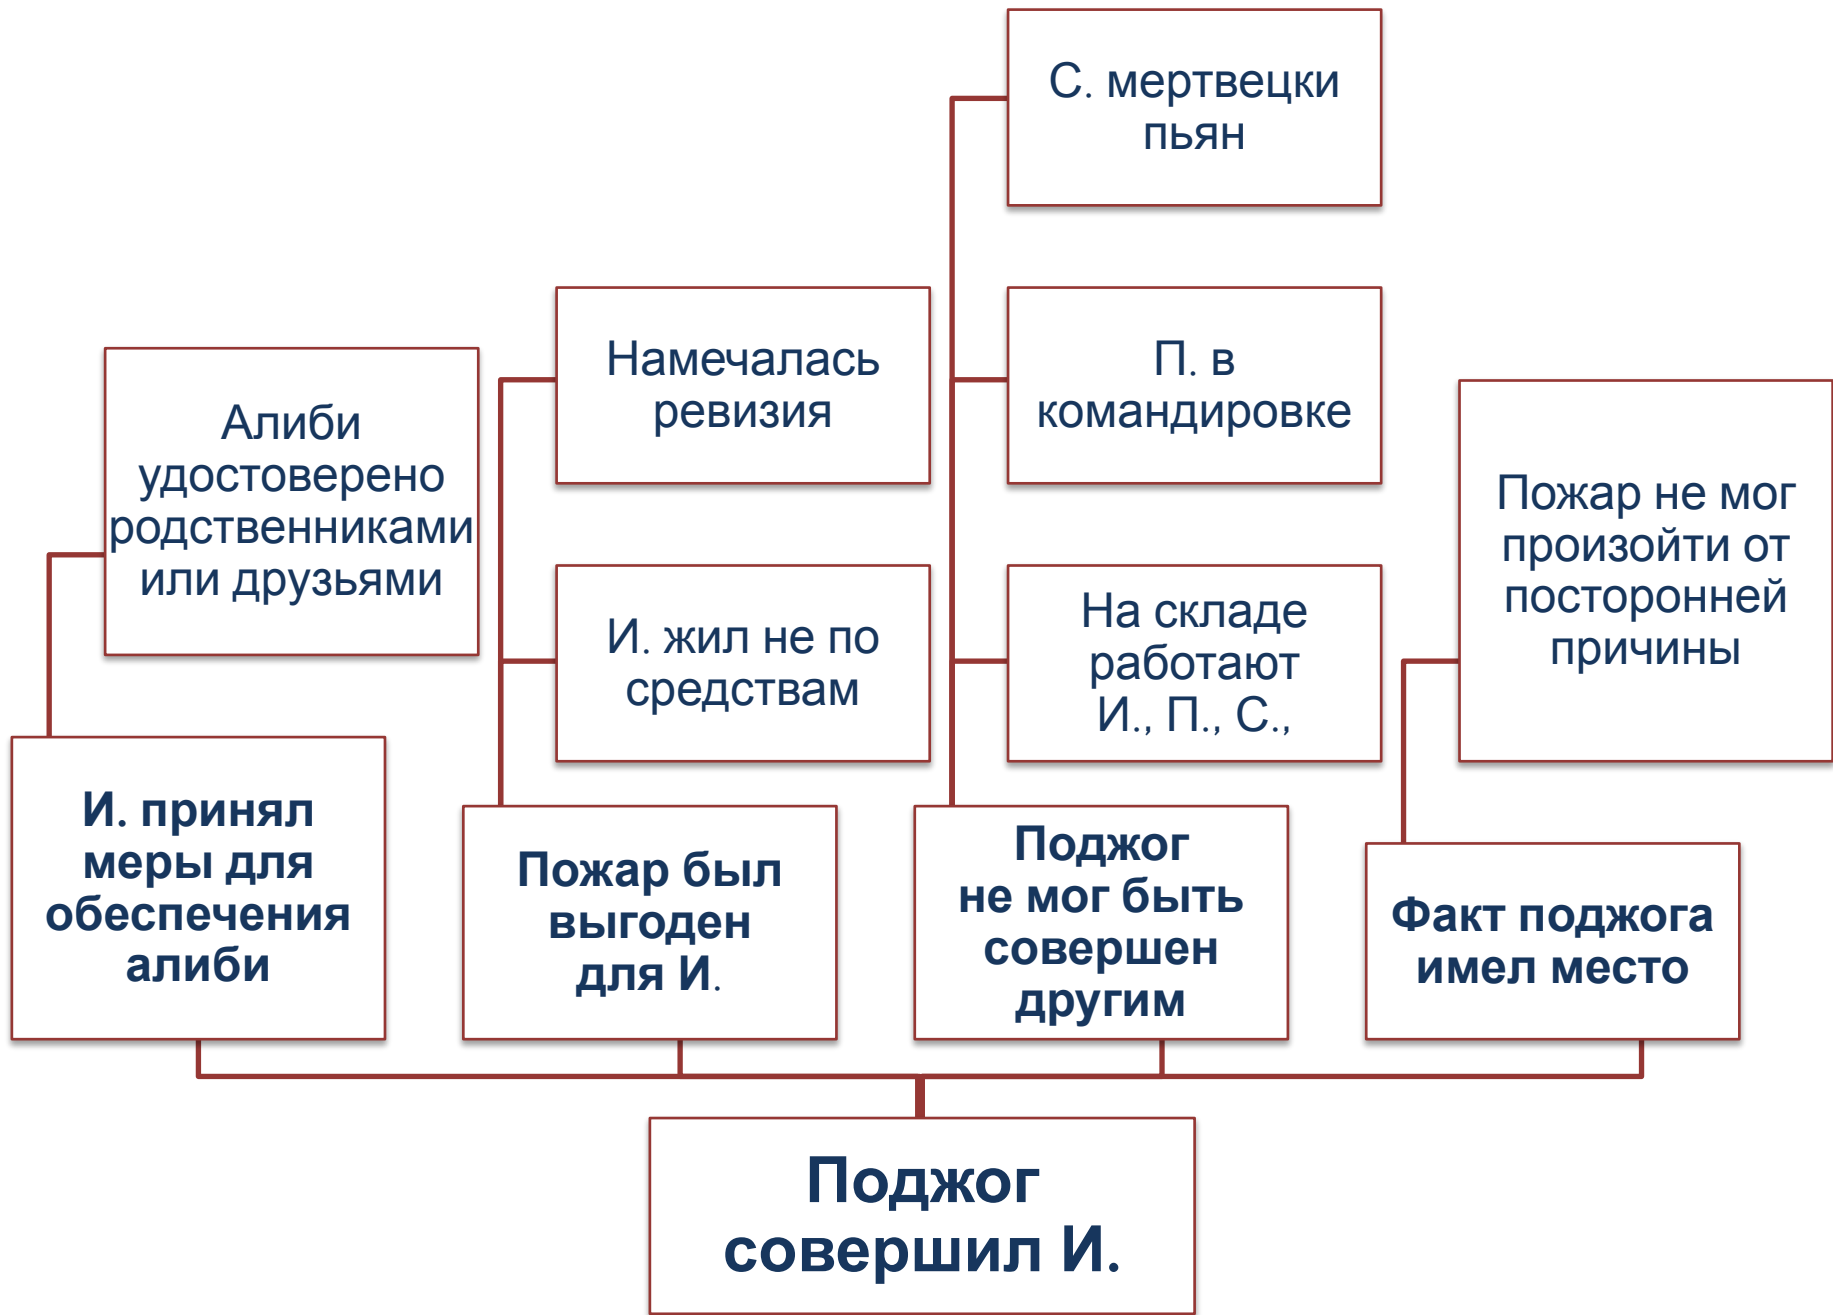 С. мертвецки
пьян
Намечалась
ревизия
П. в
командировке
Алиби
удостоверено
родственниками
или друзьями
Пожар не мог
произойти от
посторонней
причины
И. жил не по
средствам
На складе
работают
И., П., С.,
И. принял
меры для
обеспечения
алиби
Пожар был
выгоден
для И.
Поджог
не мог быть
совершен
другим
Факт поджога
имел место
Поджог
совершил И.